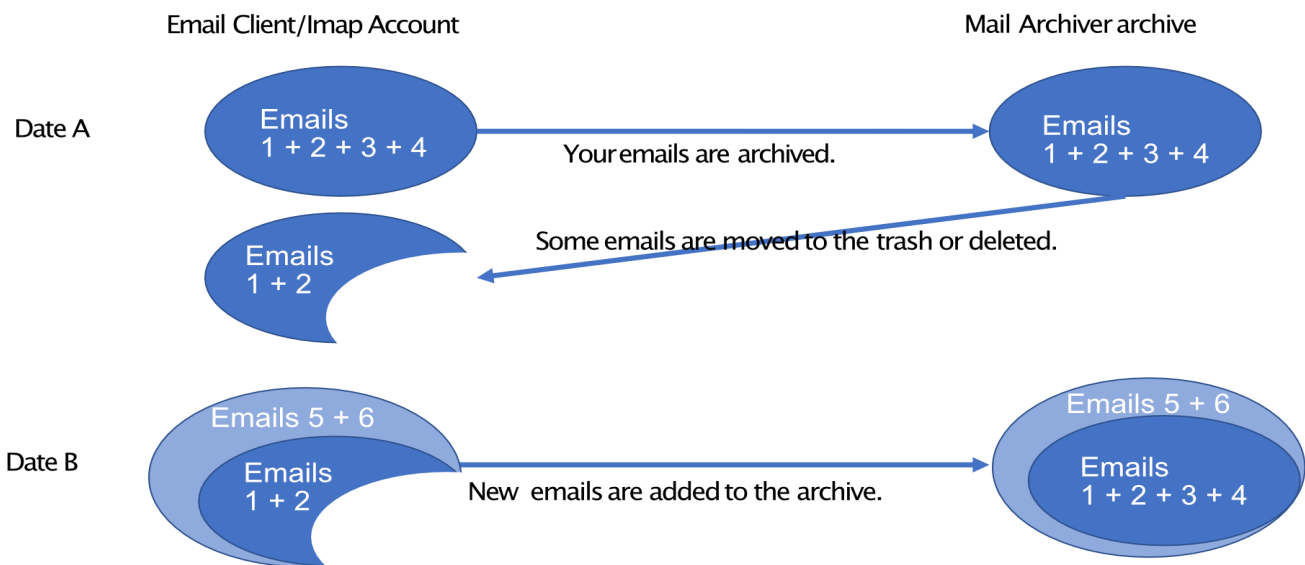 Email Client/Imap Account
Mail Archiver archive
Date A
Emails
1 + 2 + 3 + 4
Your emails are archived.
Emails
1 + 2 + 3 + 4
Some emails are moved to the trash or deleted.
Emails
1 + 2
Date B
Emails 5 + 6
Emails
1 + 2
New emails are added to the archive.
Emails 5 + 6
Emails
1 + 2 + 3 + 4